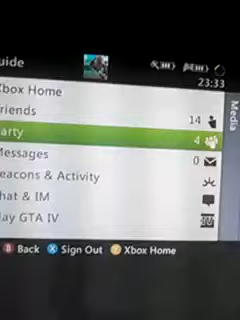 uide
23:33
Xbox Home
riends 14
arty 4
Messages 0
eacons & Activity
hat & IM
lay GTA IV
Media
B Back X Sign Out Y Xbox Home